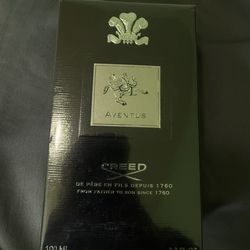 AVENTUS
CREED
DE PÈRE EN FILS DEPUIS 1760
FROM FATHER TO SON SINCE 1760
100 ML